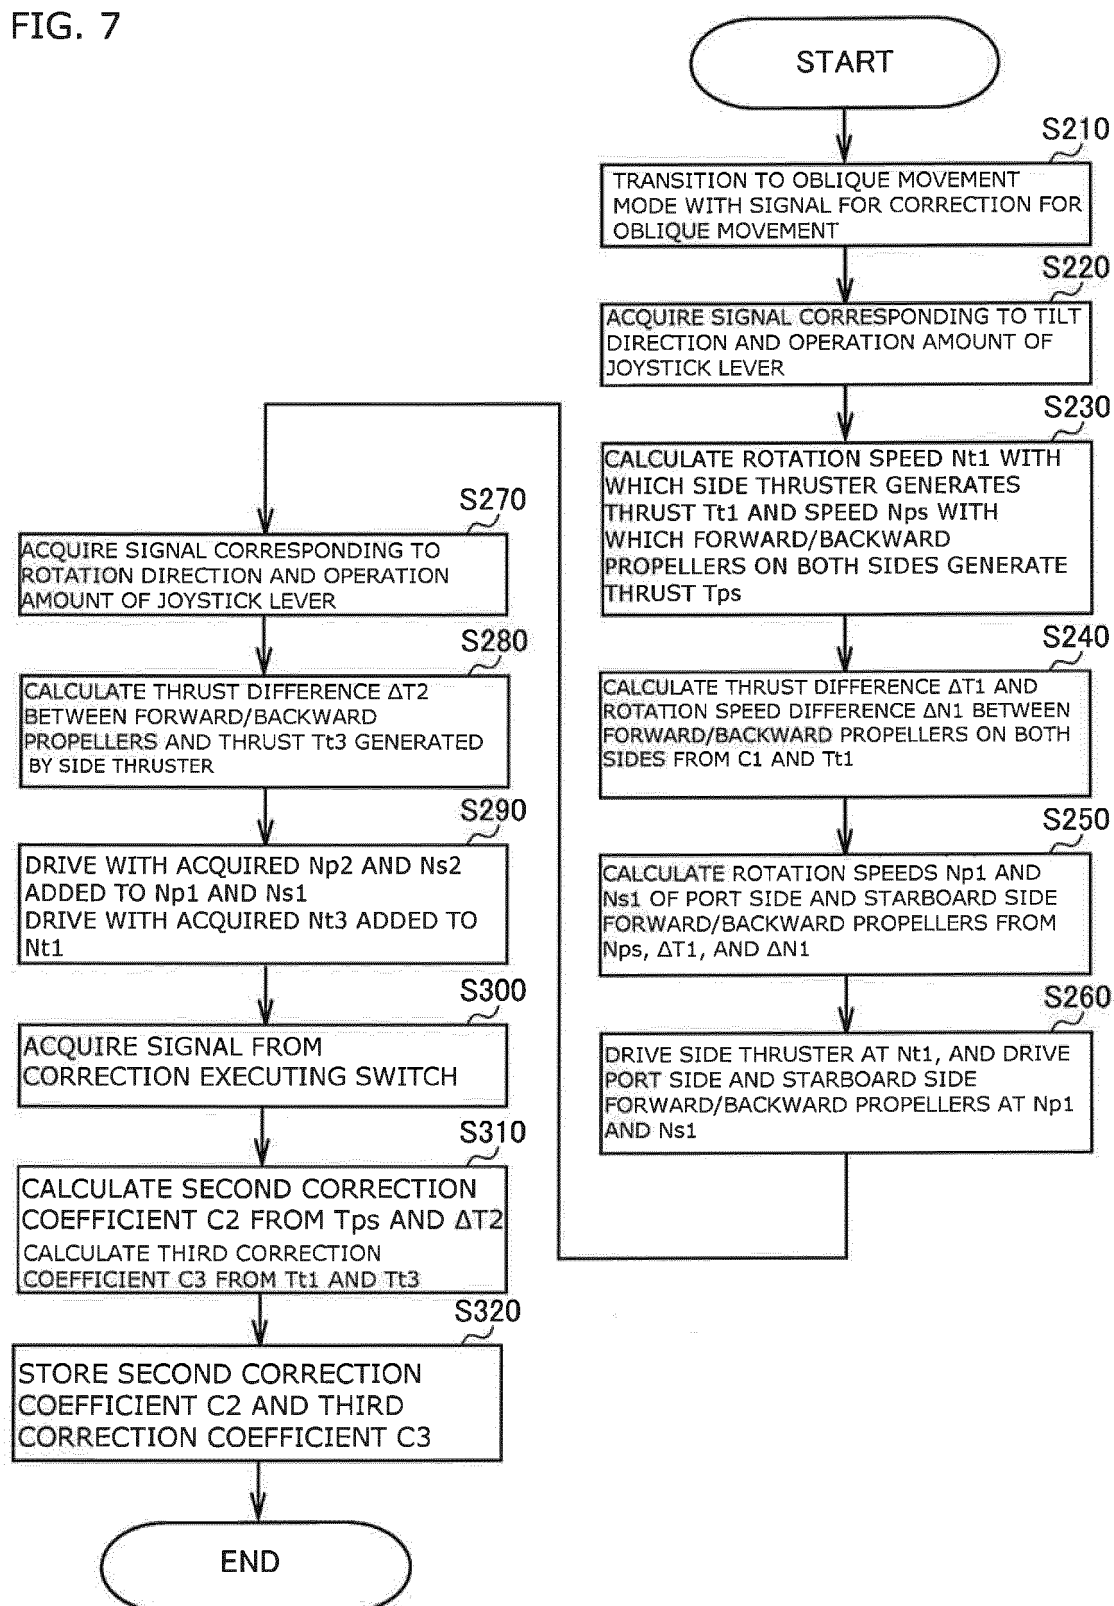 FIG. 7
START
S210
TRANSITION TO OBLIQUE MOVEMENT
MODE WITH SIGNAL FOR CORRECTION FOR
OBLIQUE MOVEMENT
S220
ACQUIRE SIGNAL CORRESPONDING TO TILT
DIRECTION AND OPERATION AMOUNT OF
JOYSTICK LEVER
S230
CALCULATE ROTATION SPEED Nt1 WITH
WHICH SIDE THRUSTER GENERATES
THRUST Tt1 AND SPEED Nps WITH
WHICH FORWARD/BACKWARD
PROPELLERS ON BOTH SIDES GENERATE
THRUST Tps
S240
CALCULATE THRUST DIFFERENCE ΔT1 AND
ROTATION SPEED DIFFERENCE ΔN1 BETWEEN
FORWARD/BACKWARD PROPELLERS ON BOTH
SIDES FROM C1 AND Tt1
S250
CALCULATE ROTATION SPEEDS Np1 AND
Ns1 OF PORT SIDE AND STARBOARD SIDE
FORWARD/BACKWARD PROPELLERS FROM
Nps, ΔT1, AND ΔN1
S260
DRIVE SIDE THRUSTER AT Nt1, AND DRIVE
PORT SIDE AND STARBOARD SIDE
FORWARD/BACKWARD PROPELLERS AT Np1
AND Ns1
S270
ACQUIRE SIGNAL CORRESPONDING TO
ROTATION DIRECTION AND OPERATION
AMOUNT OF JOYSTICK LEVER
S280
CALCULATE THRUST DIFFERENCE ΔT2
BETWEEN FORWARD/BACKWARD
PROPELLERS AND THRUST Tt3 GENERATED
BY SIDE THRUSTER
S290
DRIVE WITH ACQUIRED Np2 AND Ns2
ADDED TO Np1 AND Ns1
DRIVE WITH ACQUIRED Nt3 ADDED TO
Nt1
S300
ACQUIRE SIGNAL FROM
CORRECTION EXECUTING SWITCH
S310
CALCULATE SECOND CORRECTION
COEFFICIENT C2 FROM Tps AND ΔT2
CALCULATE THIRD CORRECTION
COEFFICIENT C3 FROM Tt1 AND Tt3
S320
STORE SECOND CORRECTION
COEFFICIENT C2 AND THIRD
CORRECTION COEFFICIENT C3
END